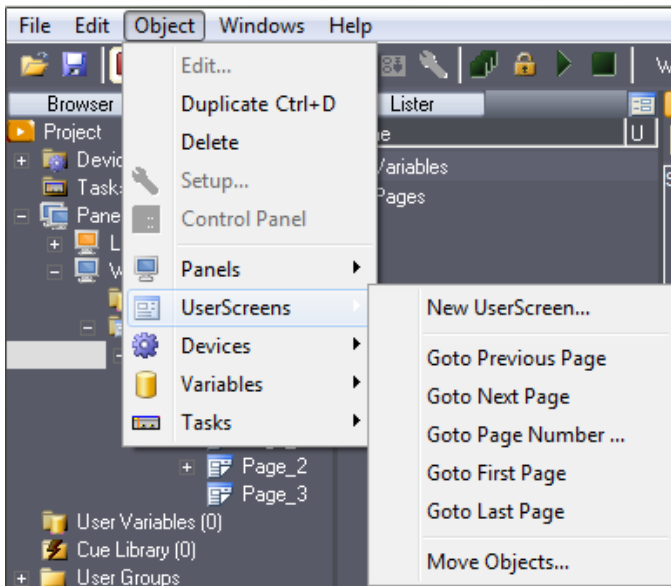 File Edit Object Windows Help
Browser
Lister
Edit...
Duplicate Ctrl+D
Delete
Setup...
Control Panel
Panels
UserScreens
Devices
Variables
Tasks
New UserScreen...
Goto Previous Page
Goto Next Page
Goto Page Number ...
Goto First Page
Goto Last Page
Move Objects...
U
Project
Variables
Pages
Page_2
Page_3
User Variables (0)
Cue Library (0)
User Groups